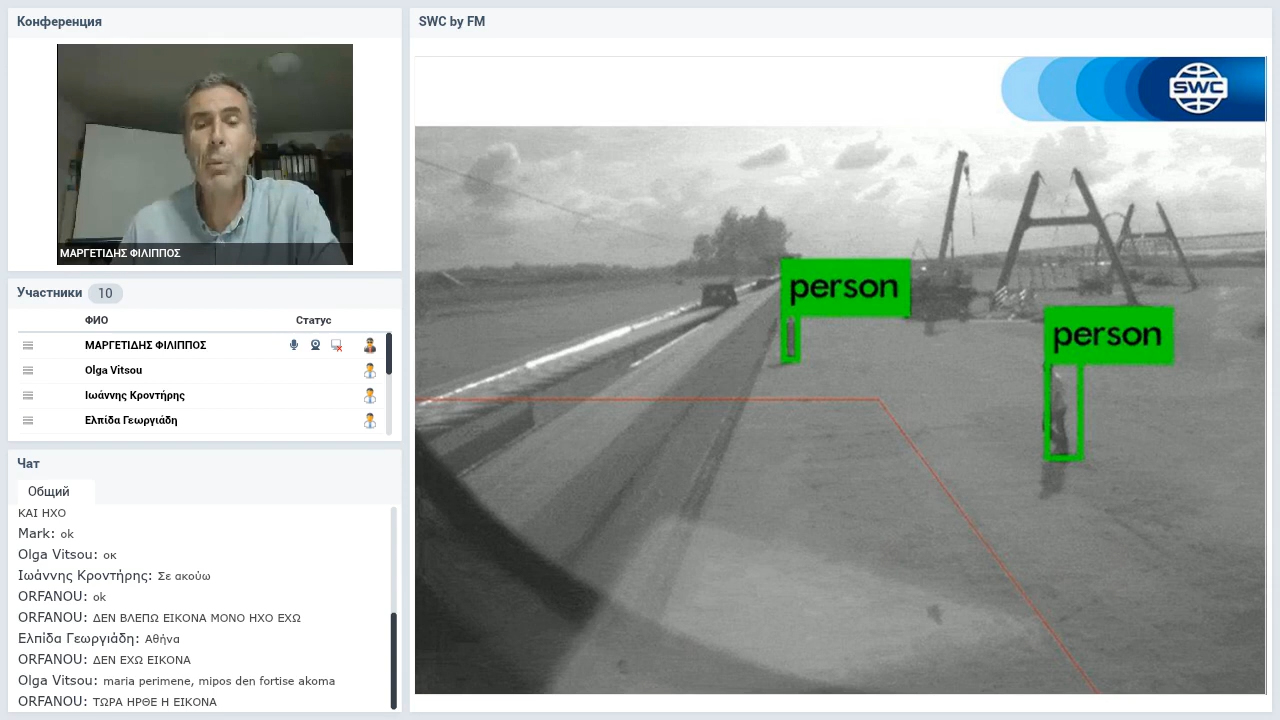 Конференция
ΜΑΡΓΕΤΙΔΗΣ ΦΙΛΙΠΠΟΣ
Участники 10
ФИО Статус
ΜΑΡΓΕΤΙΔΗΣ ΦΙΛΙΠΠΟΣ
Olga Vitsou
Ιωάννης Κροντήρης
Ελπίδα Γεωργιάδη
Чат
Общий
ΚΑΙ ΗΧΟ
Mark: ok
Olga Vitsou: οκ
Ιωάννης Κροντήρης: Σε ακούω
ORFANOU: ok
ORFANOU: ΔΕΝ ΒΛΕΠΩ ΕΙΚΟΝΑ ΜΟΝΟ ΗΧΟ ΕΧΩ
Ελπίδα Γεωργιάδη: Αθήνα
ORFANOU: ΔΕΝ ΕΧΩ ΕΙΚΟΝΑ
Olga Vitsou: maria perimene, mipos den fortise akoma
ORFANOU: ΤΩΡΑ ΗΡΘΕ Η ΕΙΚΟΝΑ
SWC by FM
SWC
person
person